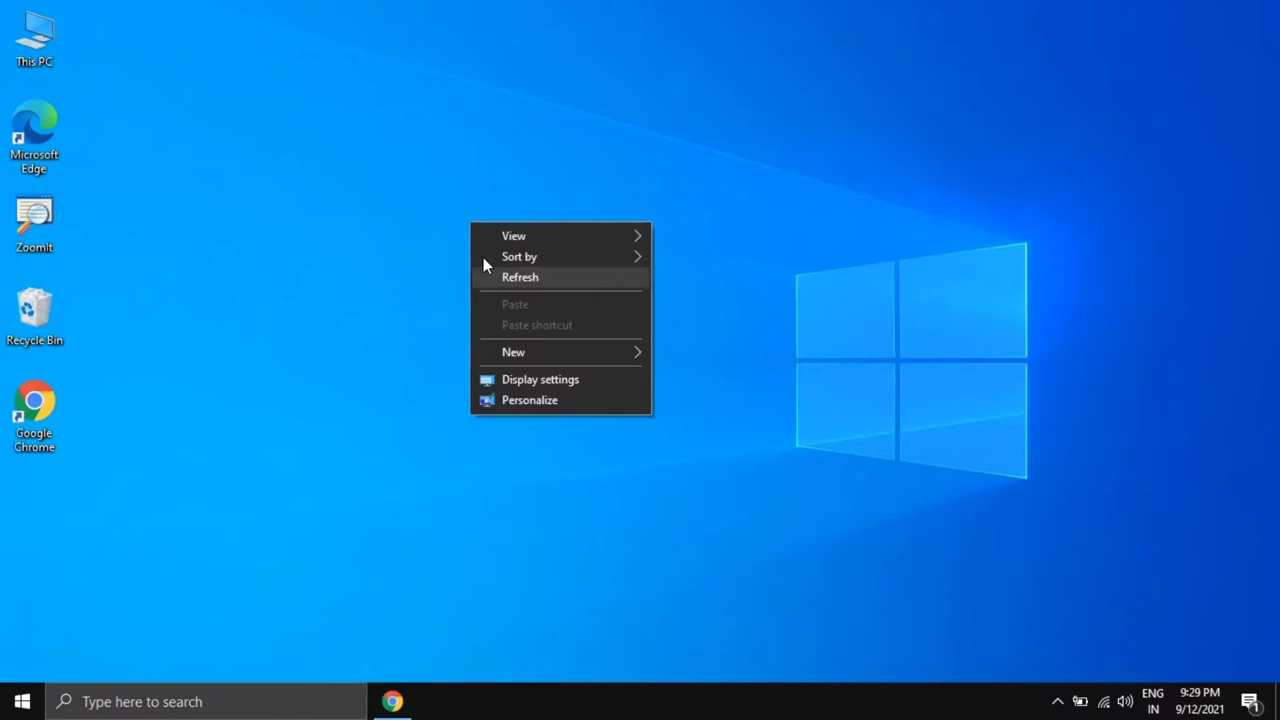 This PC
Microsoft
Edge
ZoomIt
Recycle Bin
Google
Chrome
View
Sort by
Refresh
Paste
Paste shortcut
New
Display settings
Personalize
Type here to search
ENG
IN
9:29 PM
9/12/2021
1